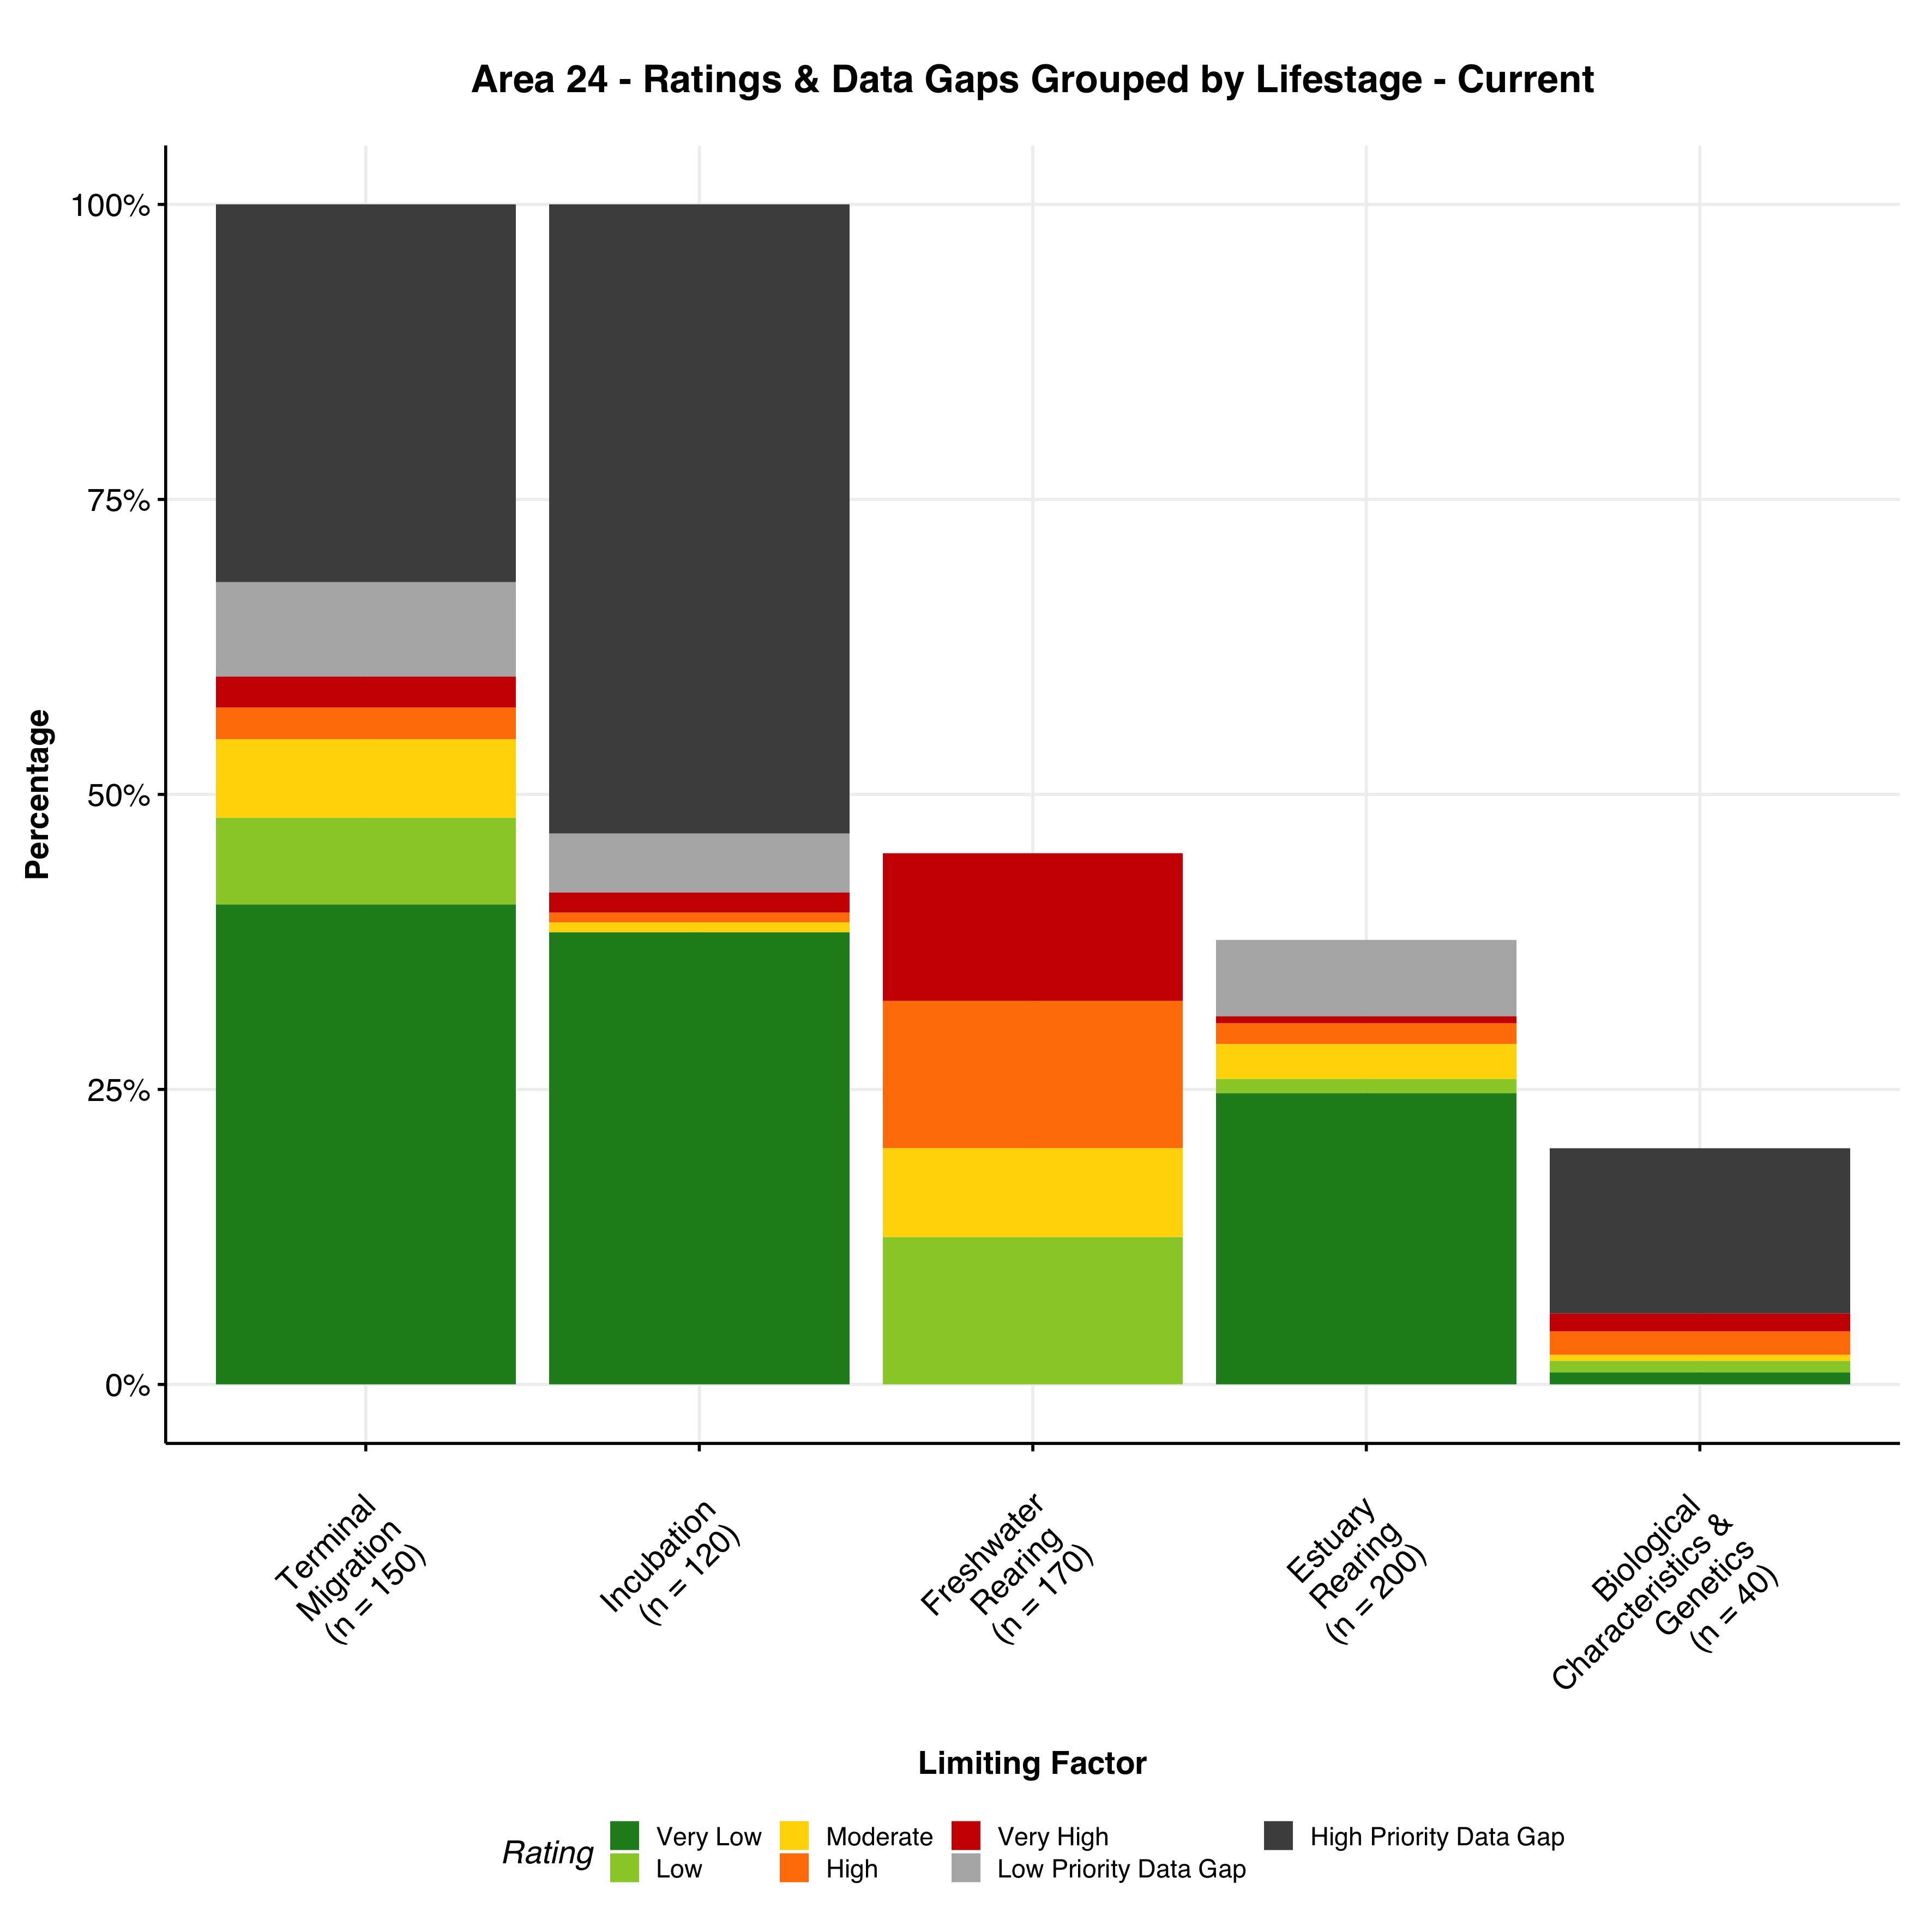 Area 24 - Ratings & Data Gaps Grouped by Lifestage - Current
Percentage
100%
75%
50%
25%
0%
Terminal
Migration
(n = 150)
Incubation
(n = 120)
Freshwater
Rearing
(n = 170)
Estuary
Rearing
(n = 200)
Biological
Characteristics &
Genetics
(n = 40)
Limiting Factor
Rating
Very Low
Low
Moderate
High
Very High
Low Priority Data Gap
High Priority Data Gap